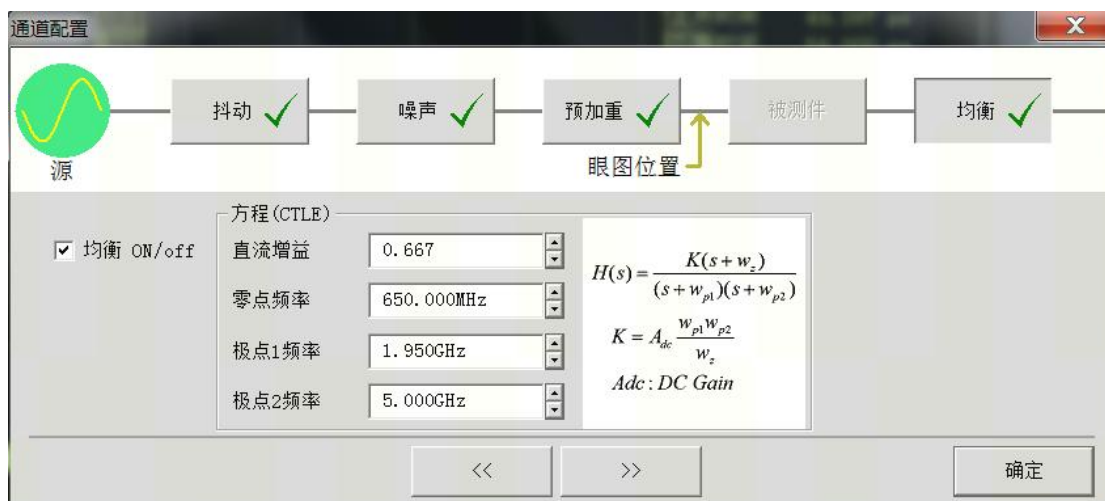 通道配置
源
抖动
噪声
预加重
被测件
均衡
眼图位置
均衡 ON/off
方程(CTLE)
直流增益 0.667
零点频率 650.000MHz
极点1频率 1.950GHz
极点2频率 5.000GHz
H(s) = K(s + w_z) / (s + w_p1)(s + w_p2)
K = A_dc w_p1 w_p2 / w_z
Adc : DC Gain
<<
>>
确定